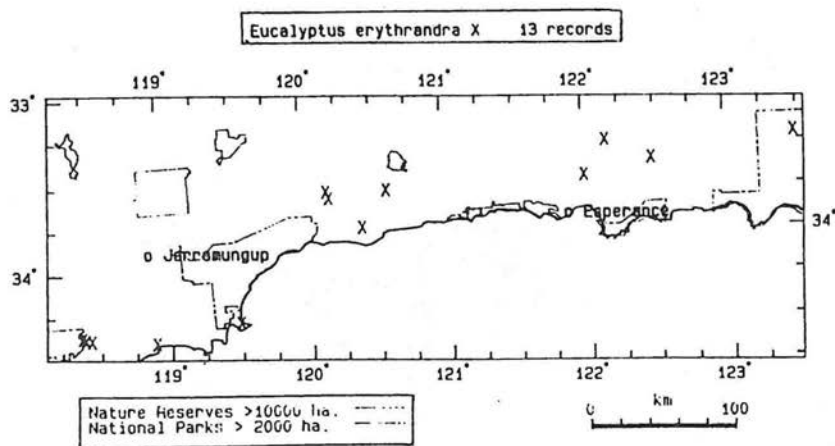 Eucalyptus erythrandra X 13 records
119° 120° 121° 122° 123°
33°
X
X
X
X
X
X
X
X
o Esperance
34°
o Jerramungup
34°
X
X
X
119° 120° 121° 122° 123°
Nature Reserves >10000 ha.
National Parks > 2000 ha.
km
0 100